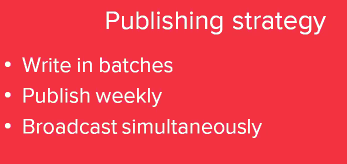 Publishing strategy
• Write in batches
• Publish weekly
• Broadcast simultaneously